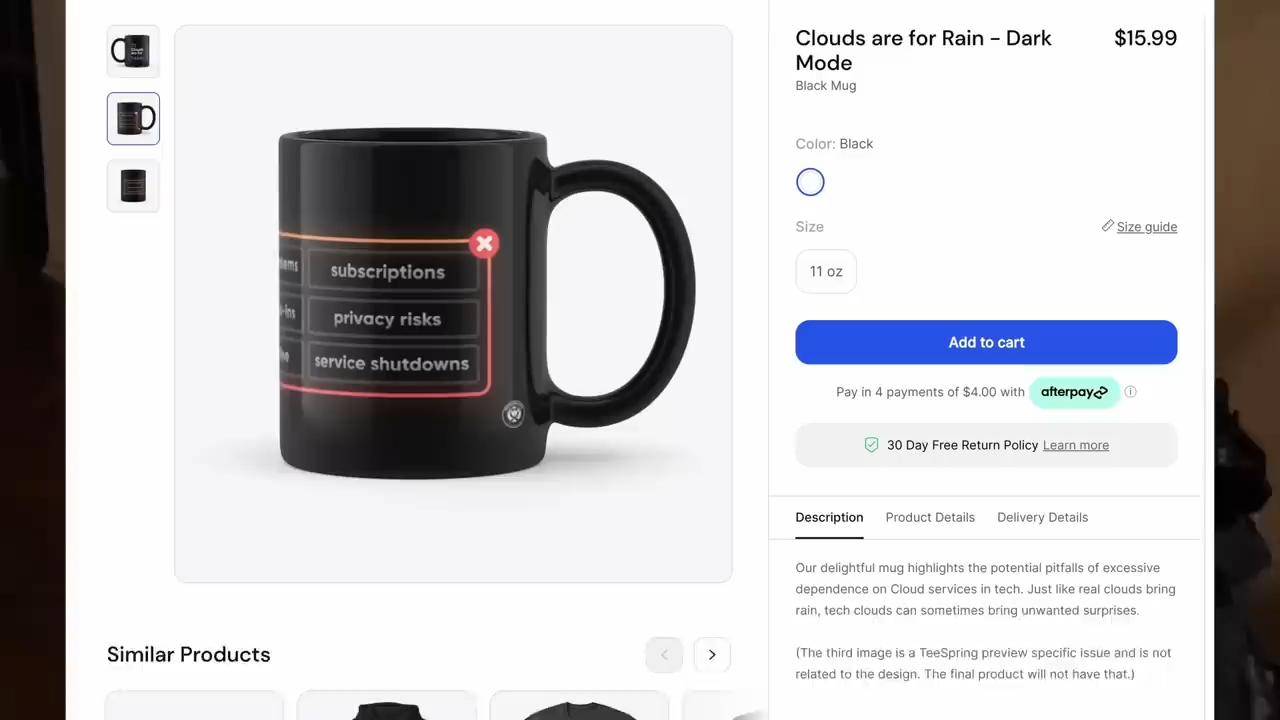 Clouds are for Rain – Dark
Mode
$15.99
Black Mug
Color: Black
Size
Size guide
11 oz
Add to cart
Pay in 4 payments of $4.00 with afterpay
30 Day Free Return Policy Learn more
Description
Product Details
Delivery Details
Our delightful mug highlights the potential pitfalls of excessive
dependence on Cloud services in tech. Just like real clouds bring
rain, tech clouds can sometimes bring unwanted surprises.
(The third image is a TeeSpring preview specific issue and is not
related to the design. The final product will not have that.)
subscriptions
privacy risks
service shutdowns
Similar Products